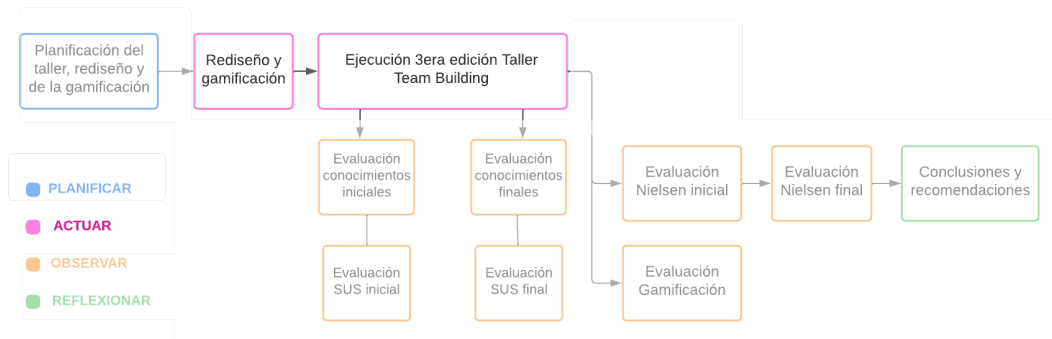 Planificación del
taller, rediseño y
de la gamificación
Rediseño y
gamificación
Ejecución 3era edición Taller
Team Building
Evaluación
conocimientos
iniciales
Evaluación
conocimientos
finales
Evaluación
Nielsen inicial
Evaluación
Nielsen final
Conclusiones y
recomendaciones
Evaluación
SUS inicial
Evaluación
SUS final
Evaluación
Gamificación
PLANIFICAR
ACTUAR
OBSERVAR
REFLEXIONAR